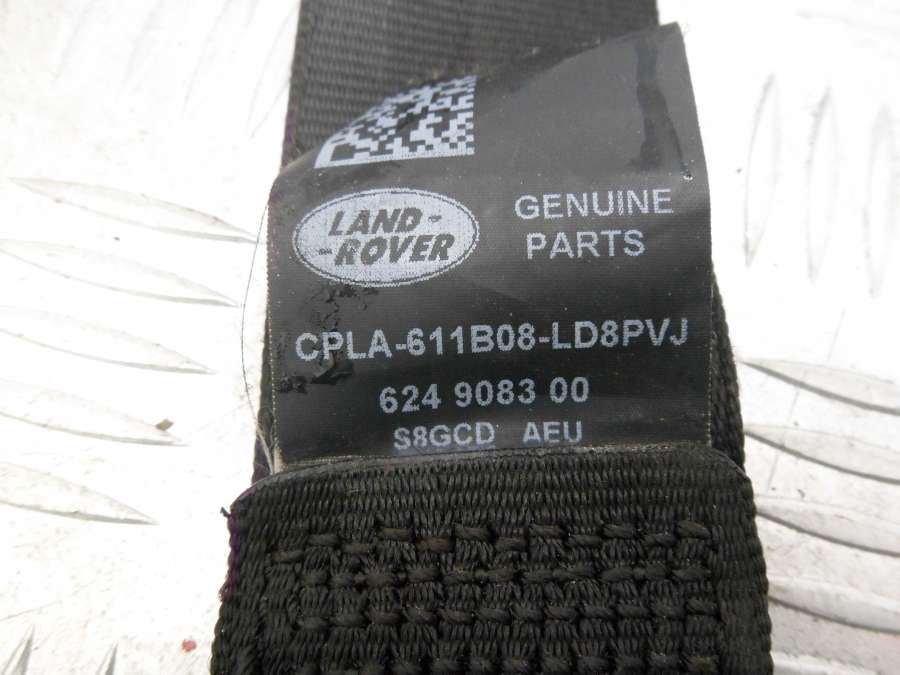 LAND-
-ROVER
GENUINE
PARTS
CPLA-611B08-LD8PVJ
624 9083 00
S8GCD AEU